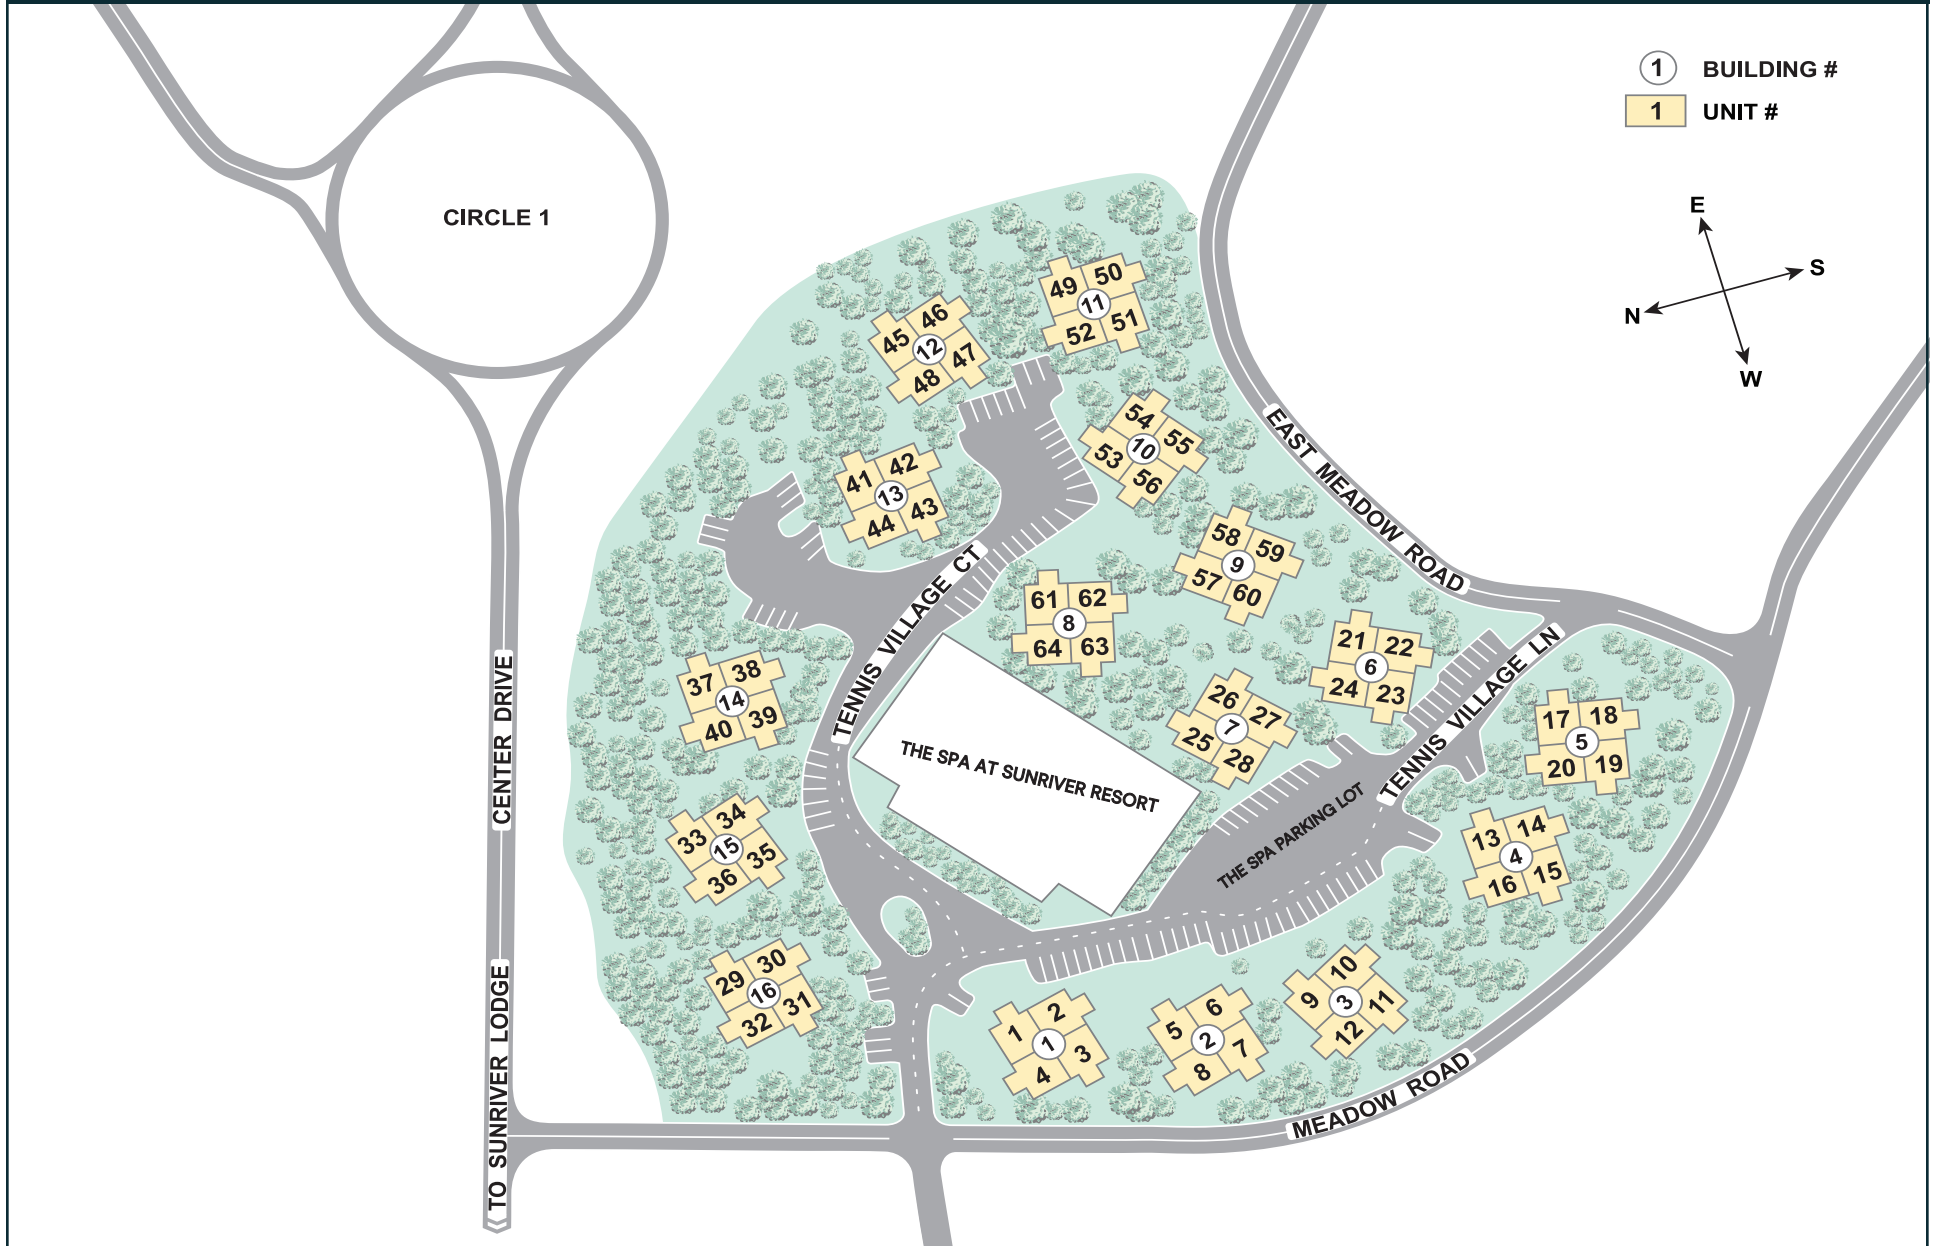 1 BUILDING #
1 UNIT #
E
S
N
W
CIRCLE 1
49 50
11
52 51
45 46
12
48 47
54
53 10 55
56
41 42
13
44 43
EAST MEADOW ROAD
58 59
9
57 60
TENNIS VILLAGE CT
61 62
8
64 63
21 22
6
24 23
TENNIS VILLAGE LN
37 38
14
40 39
26 27
7
25 28
17 18
5
20 19
THE SPA AT SUNRIVER RESORT
CENTER DRIVE
33 34
15
36 35
THE SPA PARKING LOT
13 14
4
16 15
29 30
16
32 31
1 2
1
4 3
5 6
2
8 7
10
9 3 11
12
MEADOW ROAD
TO SUNRIVER LODGE